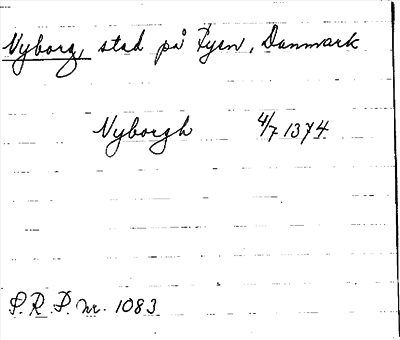 Nyborg, stad på Fyen, Danmark
Nyborgh 4/7 1374
S.R.P. nr. 1083